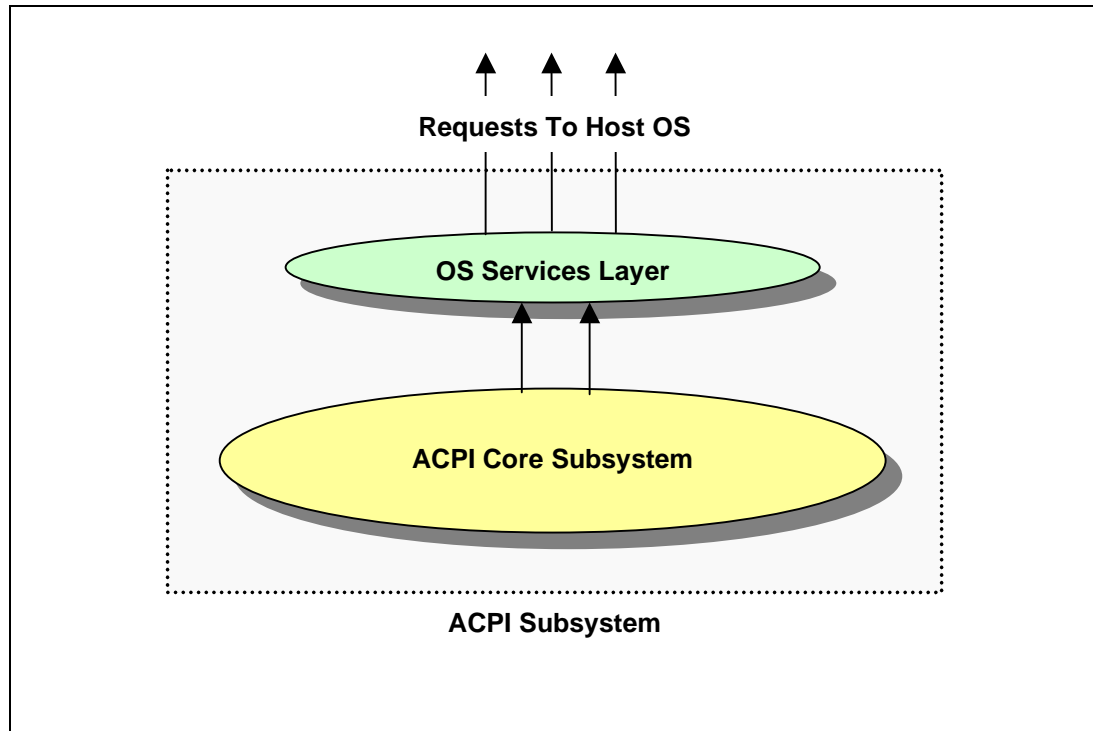 Requests To Host OS
OS Services Layer
ACPI Core Subsystem
ACPI Subsystem